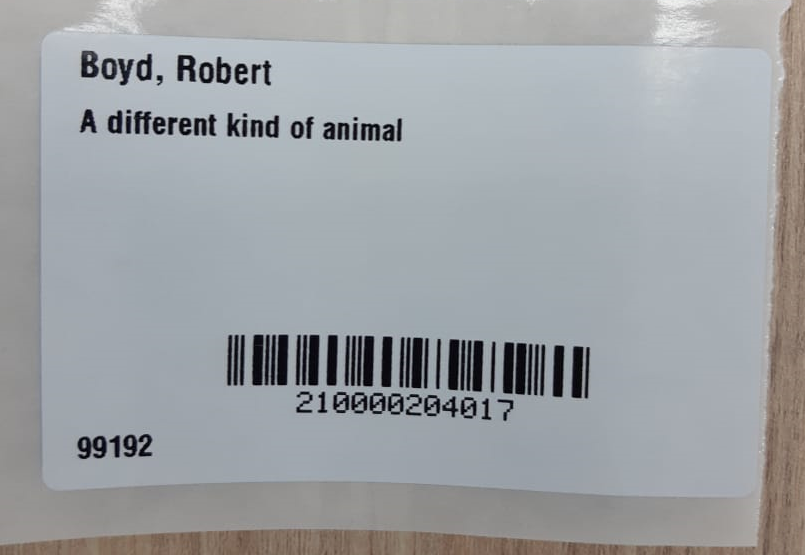 Boyd, Robert
A different kind of animal
210000204017
99192